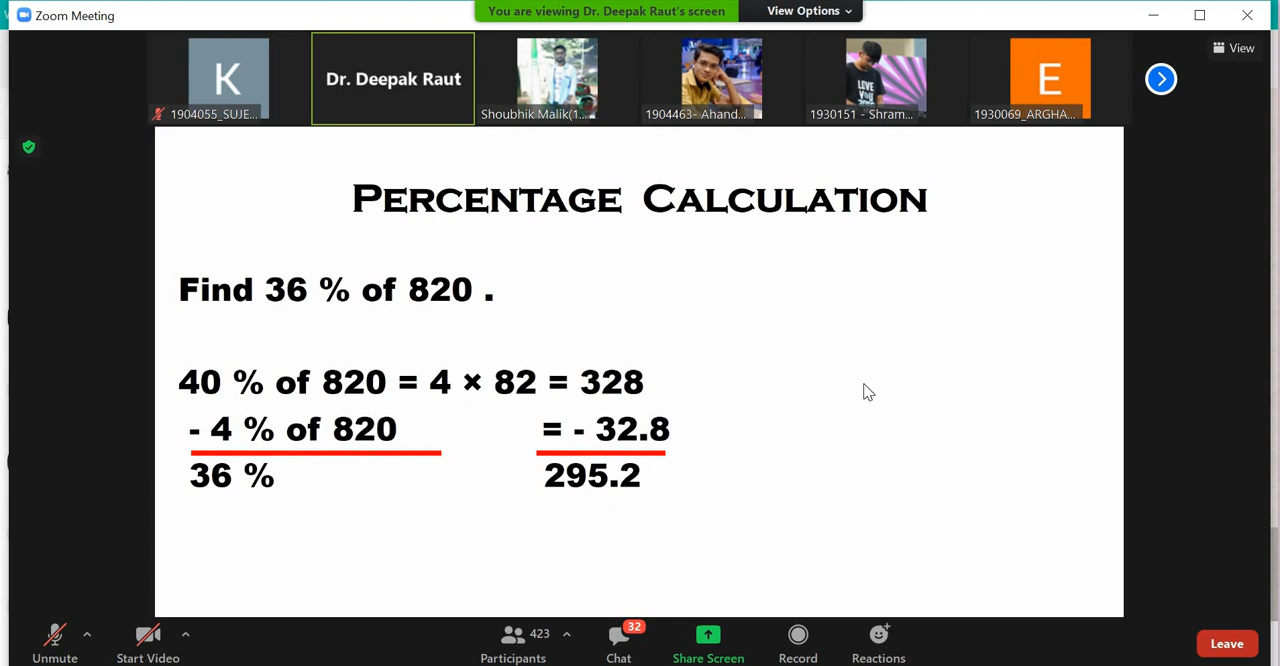 Zoom Meeting
You are viewing Dr. Deepak Raut's screen
View Options
View
K
1904055_SUJE...
Dr. Deepak Raut
Shoubhik Malik(1...
1904463- Ahand...
LOVE
YOU
1930151 - Shram...
E
1930069_ARGHA...
PERCENTAGE CALCULATION
Find 36 % of 820 .
40 % of 820 = 4 × 82 = 328
- 4 % of 820 = - 32.8
36 % 295.2
Unmute
Start Video
423
Participants
32
Chat
Share Screen
Record
Reactions
Leave